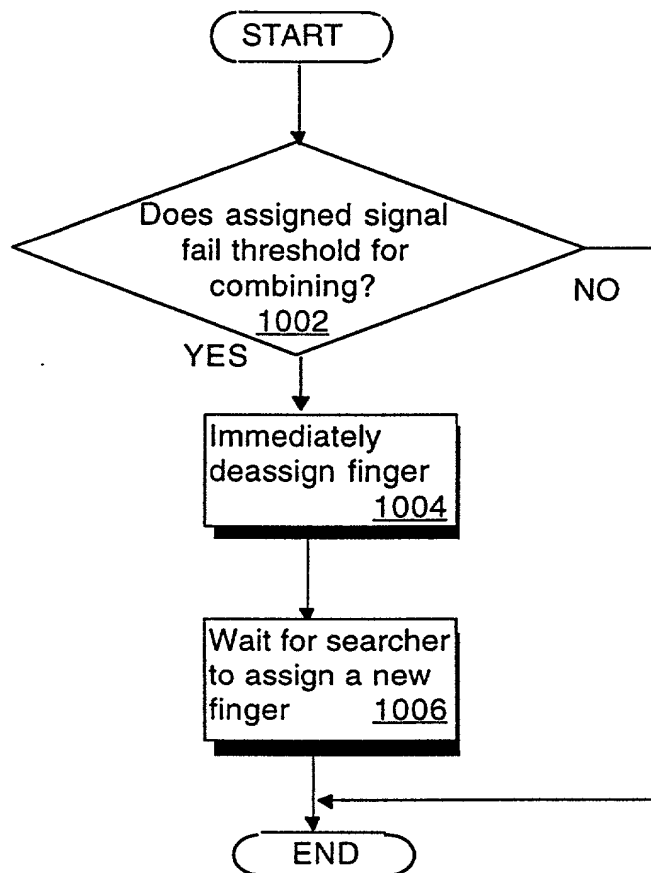 START
Does assigned signal
fail threshold for
combining?
1002
NO
YES
Immediately
deassign finger
1004
Wait for searcher
to assign a new
finger 1006
END